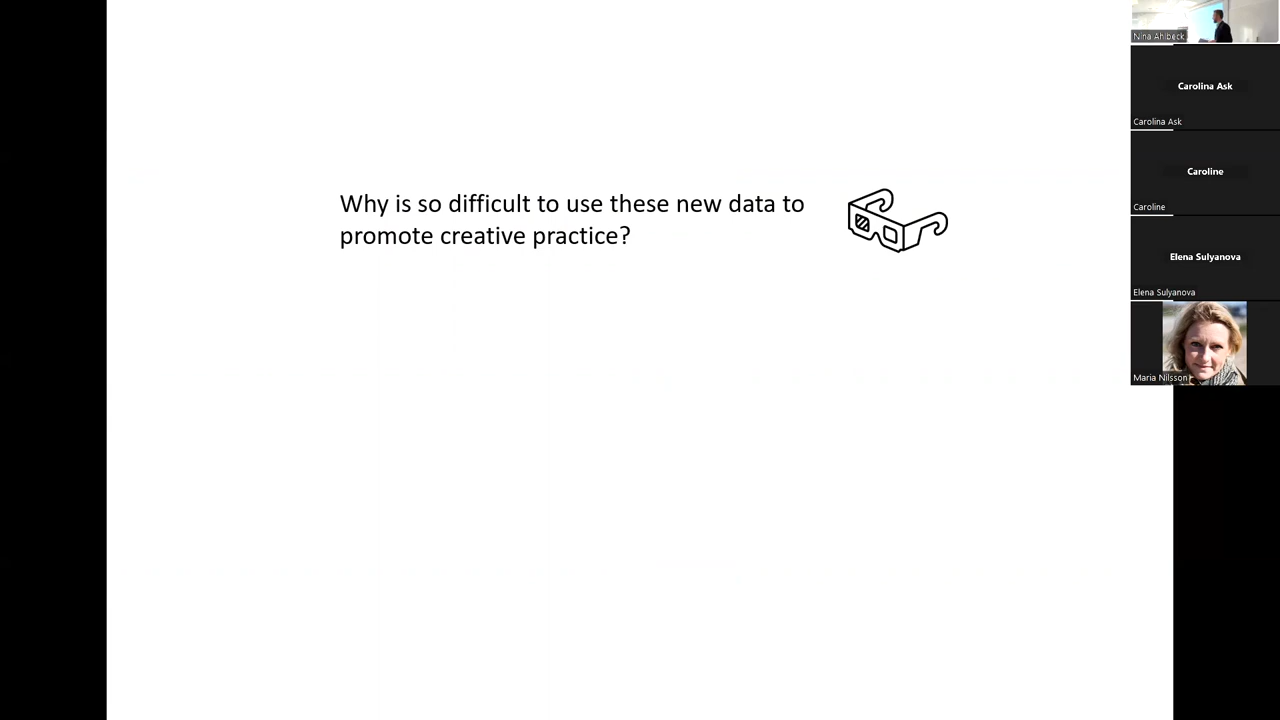 Why is so difficult to use these new data to
promote creative practice?
Nina Ahlbeck
Carolina Ask
Carolina Ask
Caroline
Caroline
Elena Sulyanova
Elena Sulyanova
Maria Nilsson